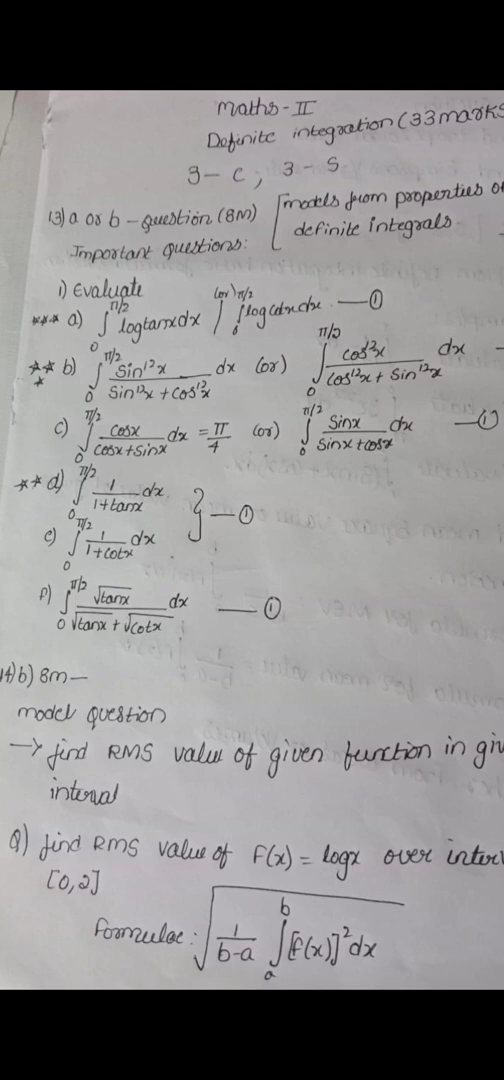 Maths - II
Definite integration (33 marks
3 - C, 3 - S
13) a or b - question (8M) [models from properties o
definite integrals.
Important questions:
1) Evaluate
*** a) ∫₀^{π/2} log tanx dx (or) ∫₀^{π/2} log cotx dx. — ①
*** b) ∫₀^{π/2} Sin¹²x / (Sin¹²x + Cos¹²x) dx (or) ∫₀^{π/2} Cos¹²x / (Cos¹²x + Sin¹²x) dx -
c) ∫₀^{π/2} Cosx / (Cosx + Sinx) dx = π/4 (or) ∫₀^{π/2} Sinx / (Sinx + Cosx) dx — ①
** d) ∫₀^{π/2} 1 / (1+tanx) dx
} — ①
e) ∫₀^{π/2} 1 / (1+cotx) dx
f) ∫₀^{π/2} √tanx / (√tanx + √Cotx) dx — ①
14) b) 8m —
model question
→ find RMS value of given function in giv
interval
Q) find RMS value of F(x) = logx over interv
[0,2]
Formulae: √( 1/(b-a) ∫ₐ^b [F(x)]² dx )